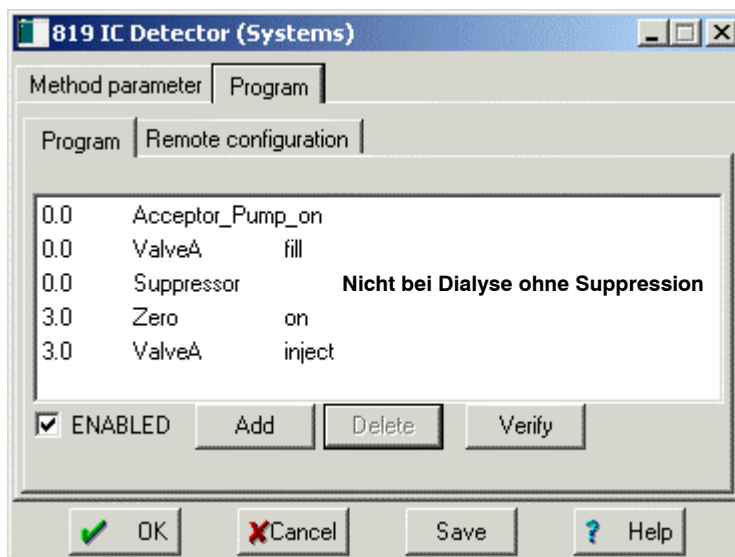 819 IC Detector (Systems)
Method parameter Program
Program Remote configuration
0.0 Acceptor_Pump_on
0.0 ValveA fill
0.0 Suppressor Nicht bei Dialyse ohne Suppression
3.0 Zero on
3.0 ValveA inject
ENABLED Add Delete Verify
OK Cancel Save ? Help